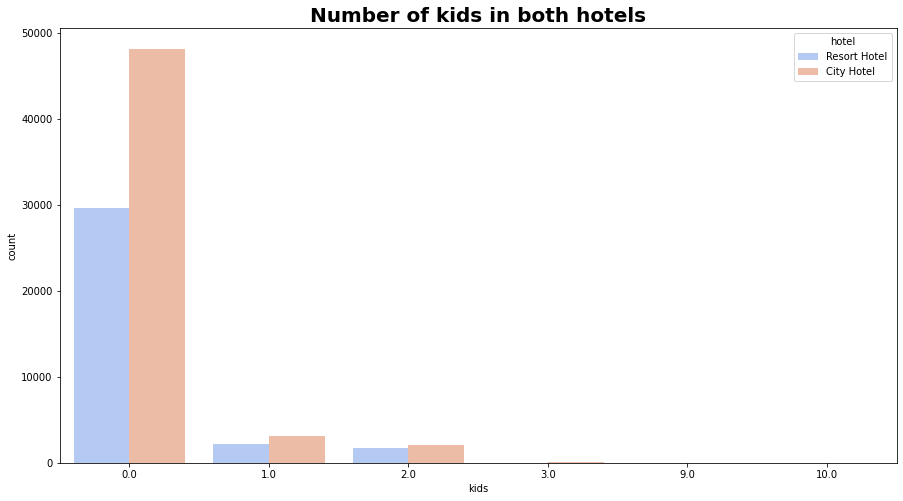 Number of kids in both hotels
hotel
Resort Hotel
City Hotel
50000
40000
30000
20000
10000
0
count
0.0 1.0 2.0 3.0 9.0 10.0
kids